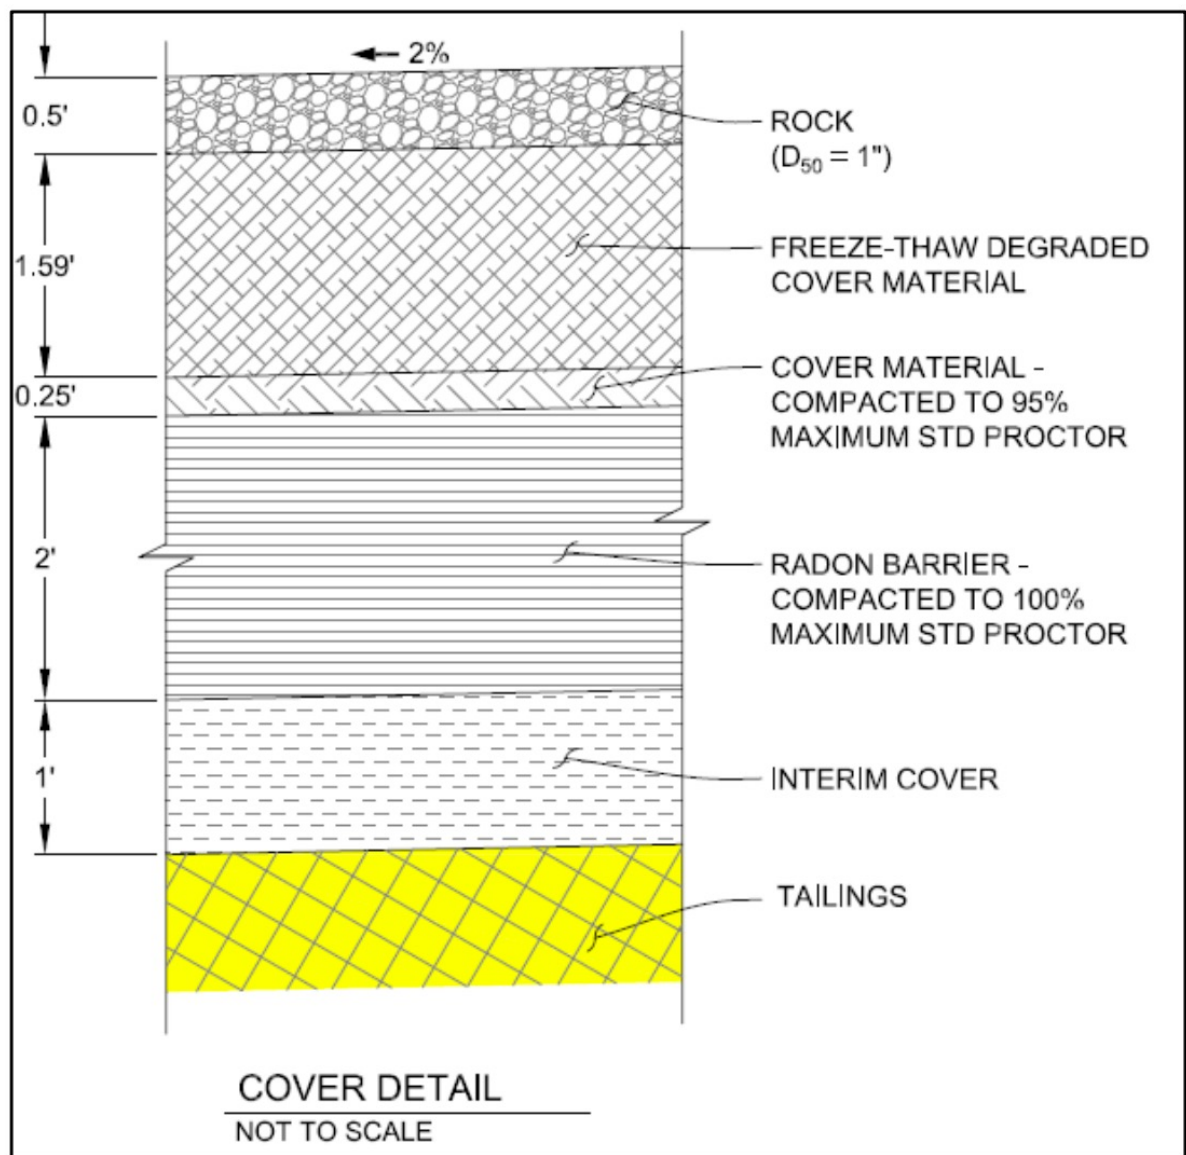 2%
0.5'
ROCK
(D50 = 1")
1.59'
FREEZE-THAW DEGRADED
COVER MATERIAL
0.25'
COVER MATERIAL -
COMPACTED TO 95%
MAXIMUM STD PROCTOR
2'
RADON BARRIER -
COMPACTED TO 100%
MAXIMUM STD PROCTOR
1'
INTERIM COVER
TAILINGS
COVER DETAIL
NOT TO SCALE